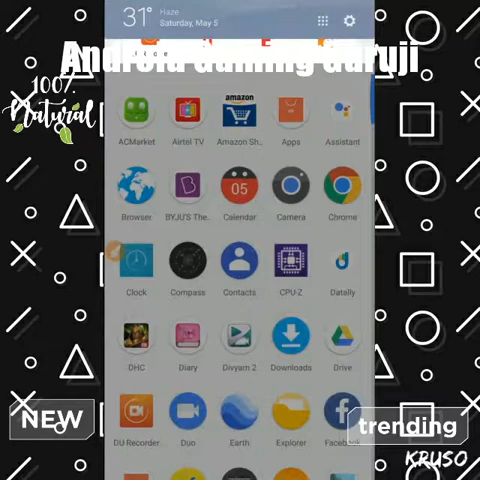 31° Haze
Saturday, May 5
Android Gaming Guruji
100%
Natural
amazon
ACMarket Airtel TV Amazon Sh... Apps Assistant
05
Browser BYJU'S The... Calendar Camera Chrome
Clock Compass Contacts CPU-Z Datally
DHC Diary Divyam 2 Downloads Drive
NEW
trending
DU Recorder Duo Earth Explorer Facebook
KRUSO